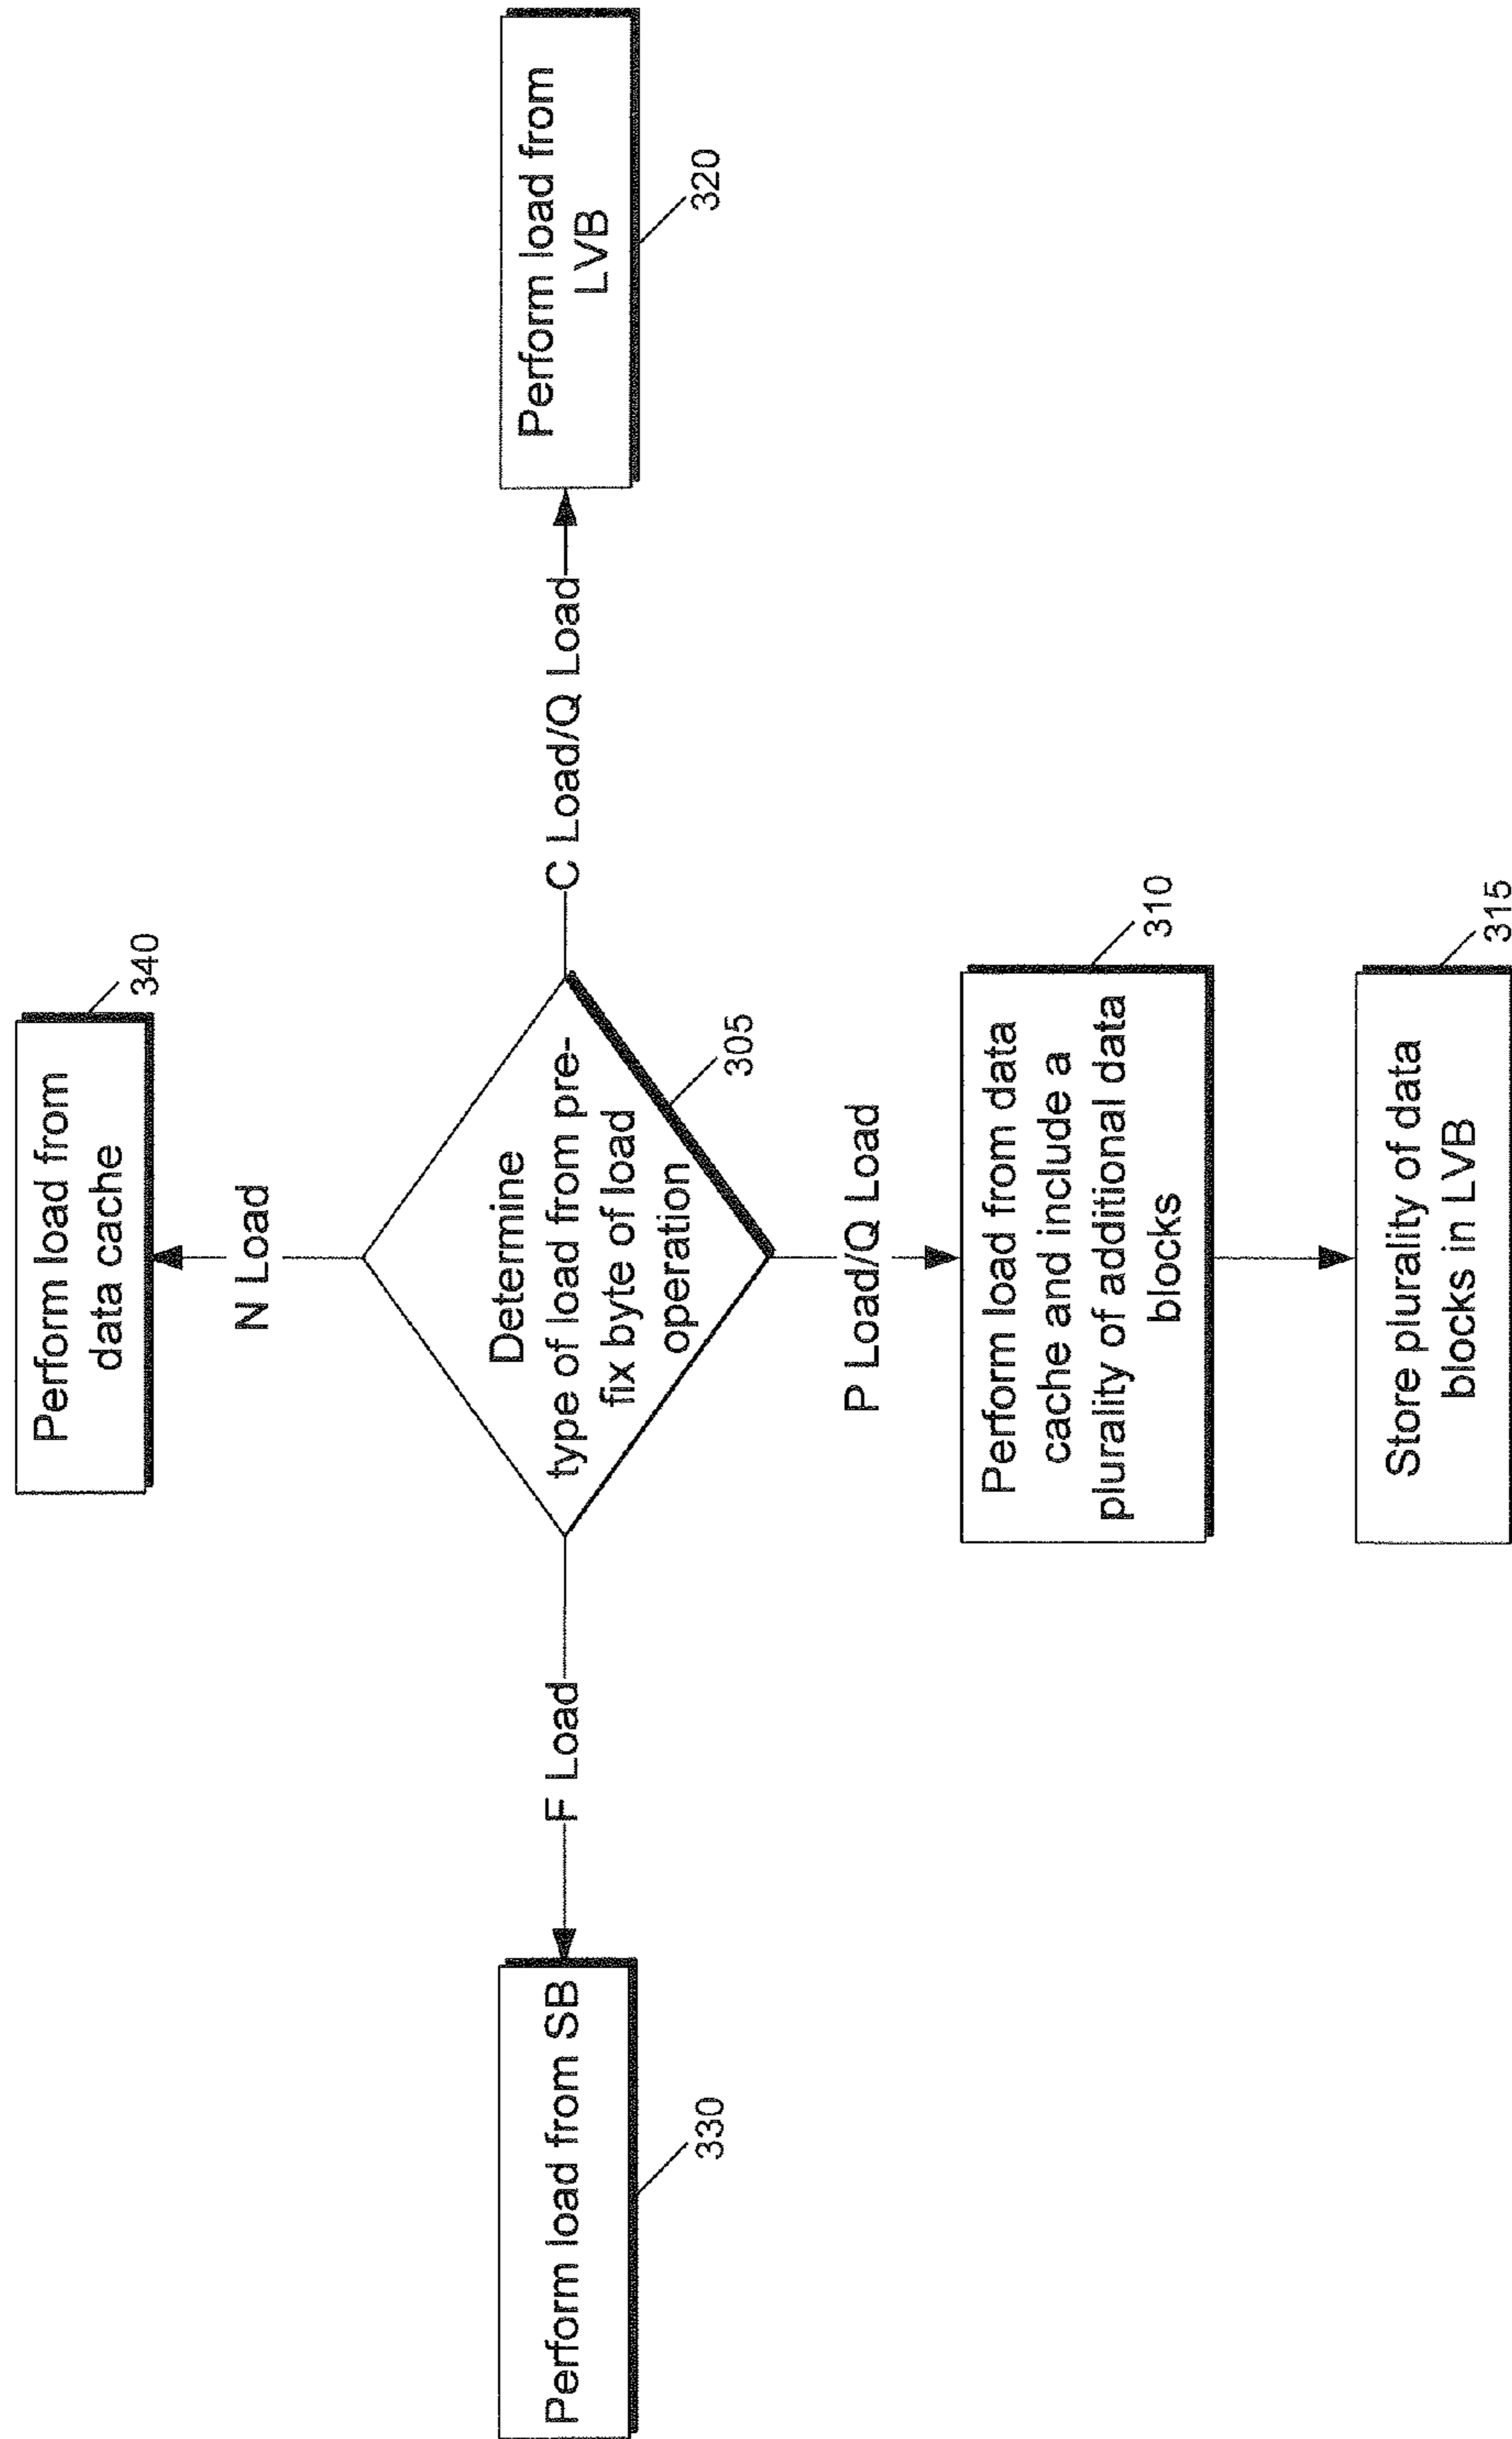 Perform load from
data cache
340
N Load
Determine
type of load from pre-
fix byte of load
operation
305
F Load
Perform load from SB
330
C Load/Q Load
Perform load from
LVB
320
P Load/Q Load
Perform load from data
cache and include a
plurality of additional data
blocks
310
Store plurality of data
blocks in LVB
315